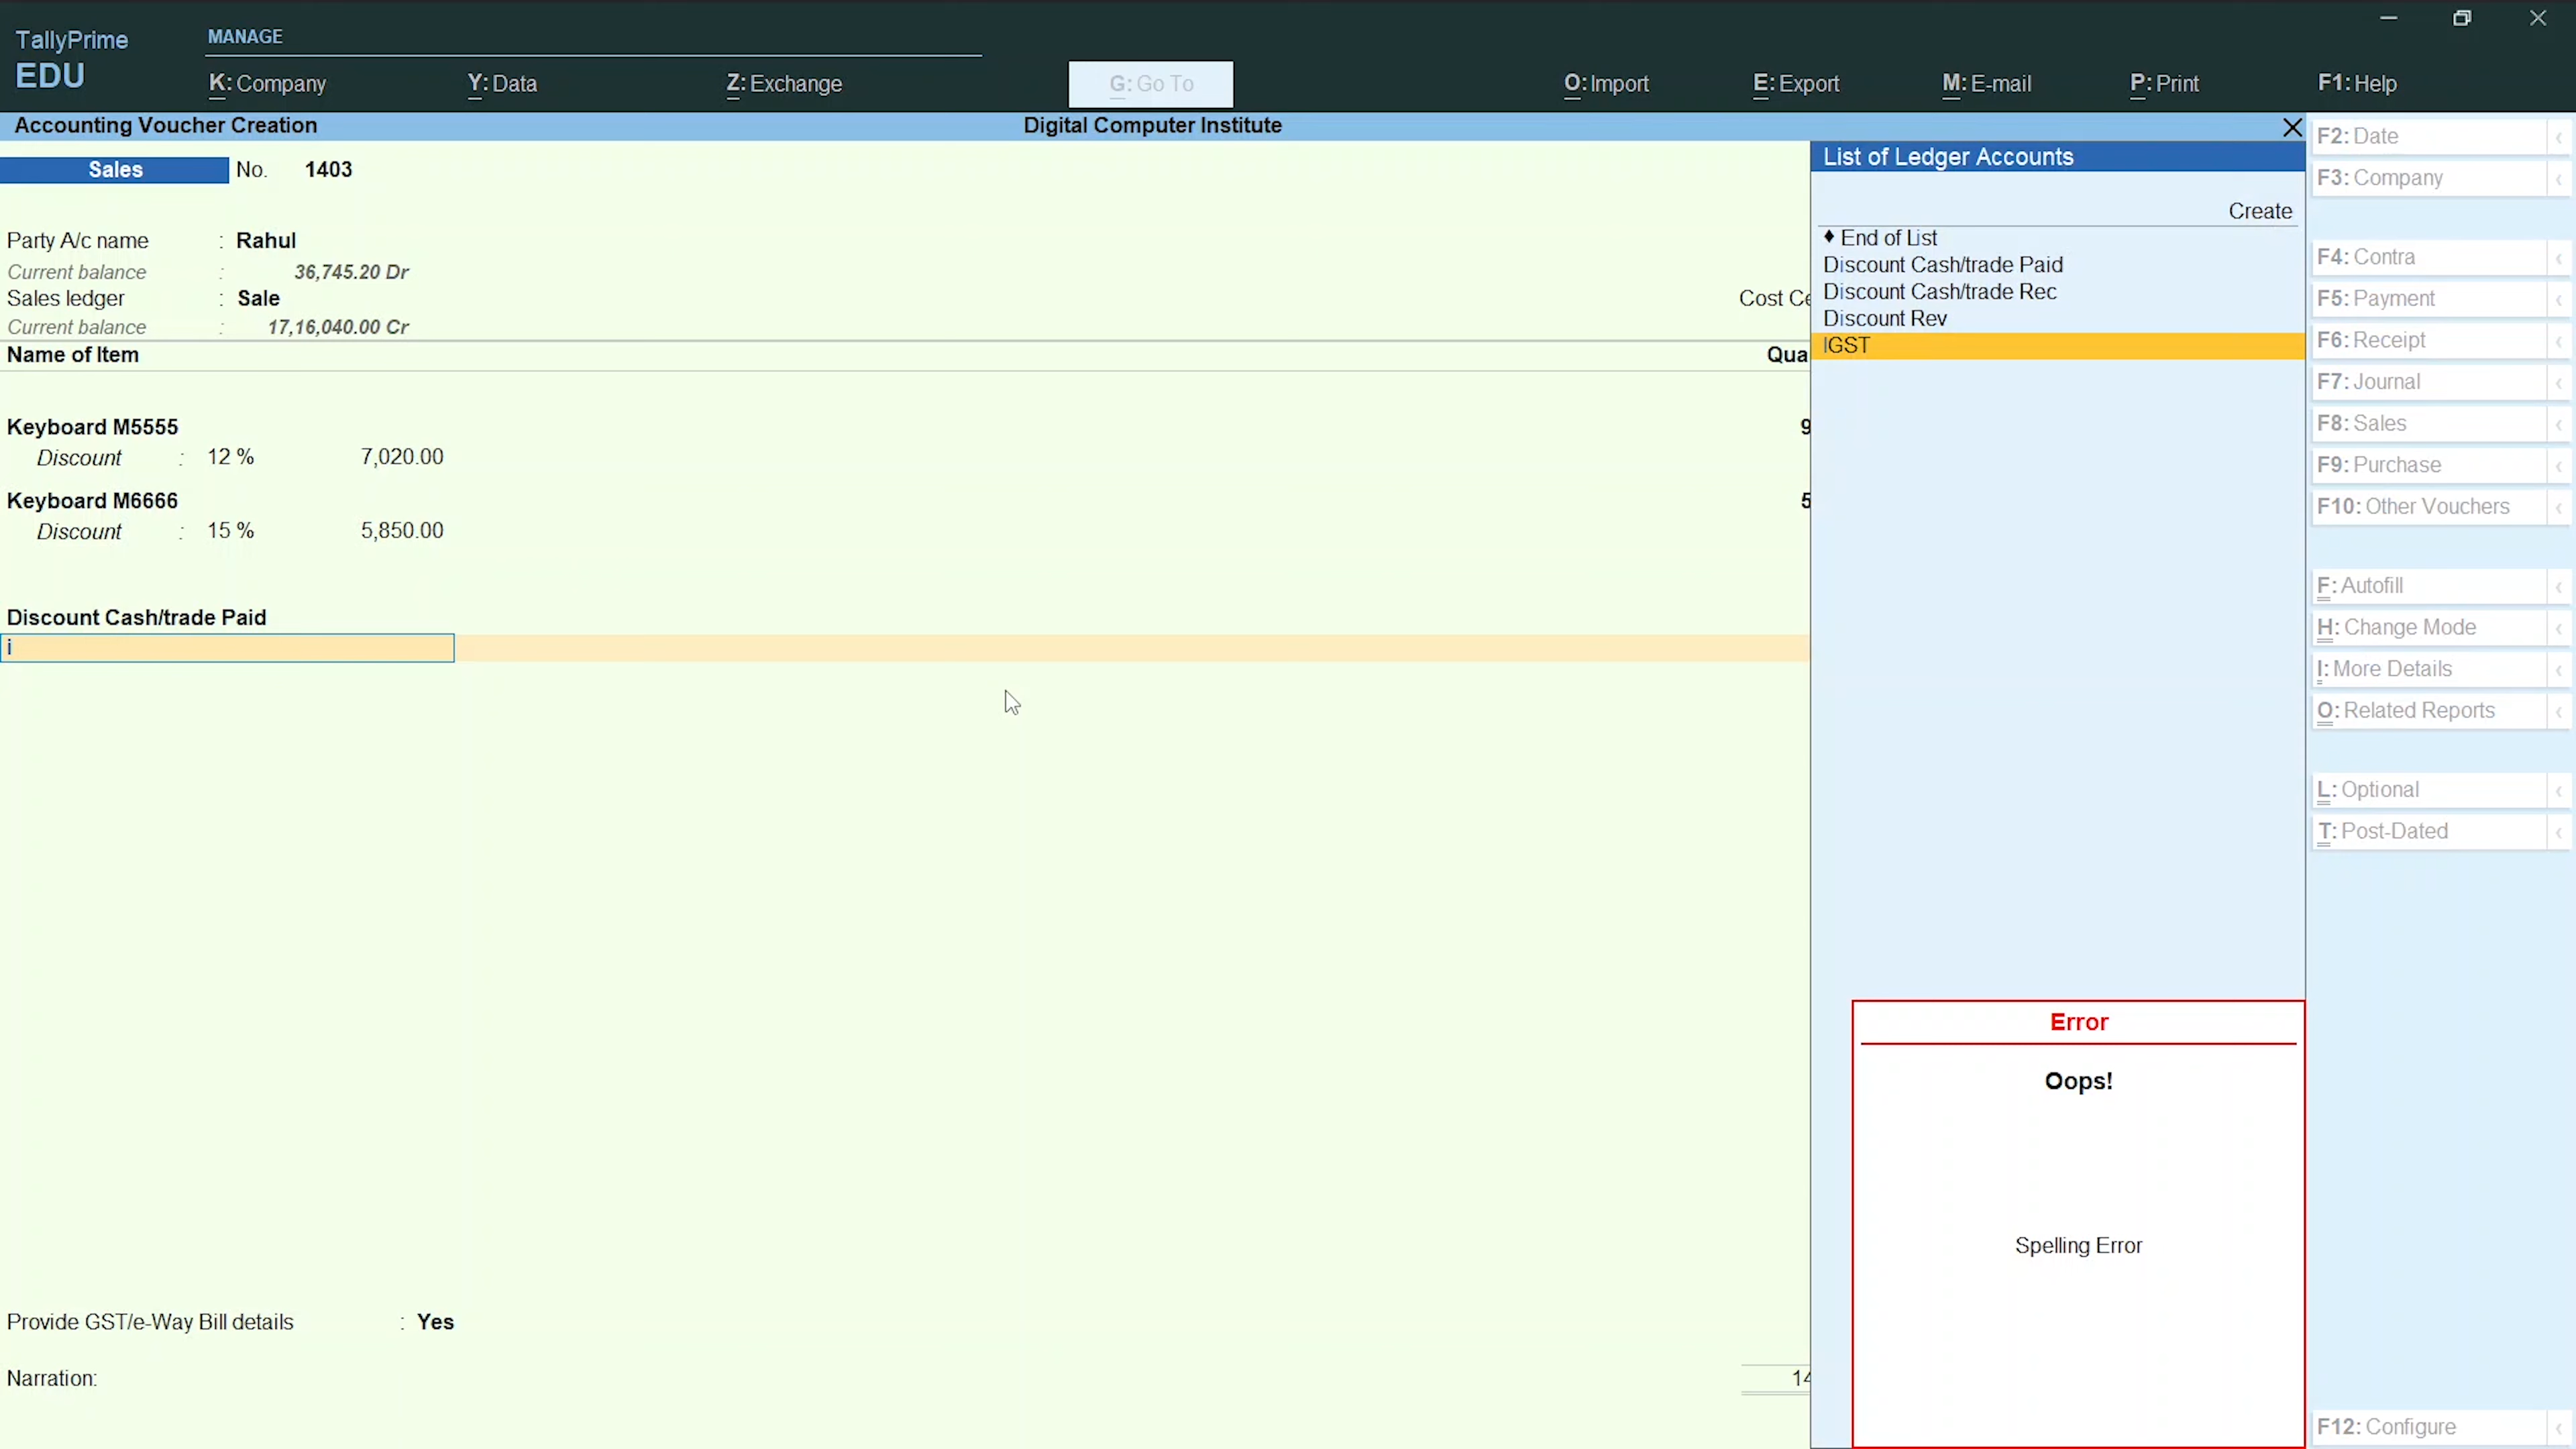 TallyPrime
EDU
MANAGE
K: Company
Y: Data
Z: Exchange
G: Go To
O: Import
E: Export
M: E-mail
P: Print
F1: Help
Accounting Voucher Creation
Digital Computer Institute
Sales No. 1403
Party A/c name : Rahul
Current balance : 36,745.20 Dr
Sales ledger : Sale
Cost Ce
Current balance : 17,16,040.00 Cr
Name of Item
Qua
Keyboard M5555
9
Discount : 12 % 7,020.00
Keyboard M6666
5
Discount : 15 % 5,850.00
Discount Cash/trade Paid
i
Provide GST/e-Way Bill details : Yes
Narration:
14
List of Ledger Accounts
Create
♦ End of List
Discount Cash/trade Paid
Discount Cash/trade Rec
Discount Rev
IGST
Error
Oops!
Spelling Error
F2: Date
F3: Company
F4: Contra
F5: Payment
F6: Receipt
F7: Journal
F8: Sales
F9: Purchase
F10: Other Vouchers
F: Autofill
H: Change Mode
I: More Details
O: Related Reports
L: Optional
T: Post-Dated
F12: Configure